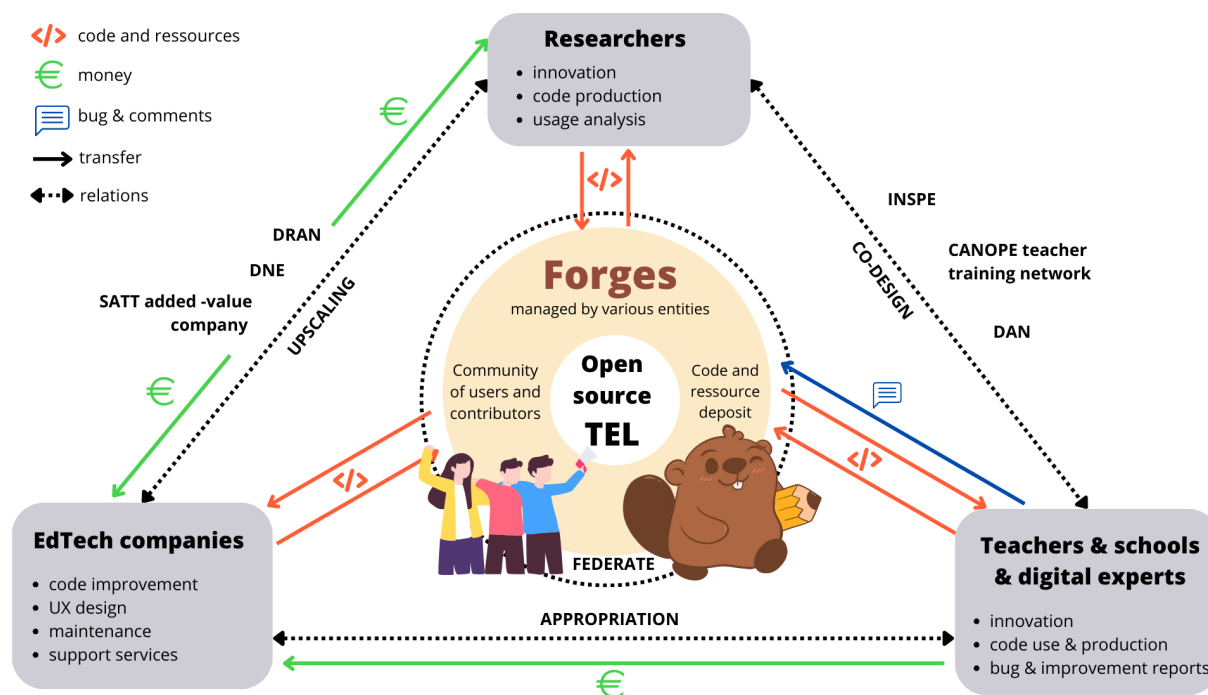 </> code and ressources
€ money
bug & comments
transfer
relations
Researchers
• innovation
• code production
• usage analysis
€
</>
DRAN
DNE
SATT added -value
company
UPSCALING
€
INSPE
CANOPE teacher
training network
DAN
CO-DESIGN
Forges
managed by various entities
Open
source
TEL
Community
of users and
contributors
Code and
ressource
deposit
</>
</>
FEDERATE
EdTech companies
• code improvement
• UX design
• maintenance
• support services
Teachers & schools
& digital experts
• innovation
• code use & production
• bug & improvement reports
APPROPRIATION
€